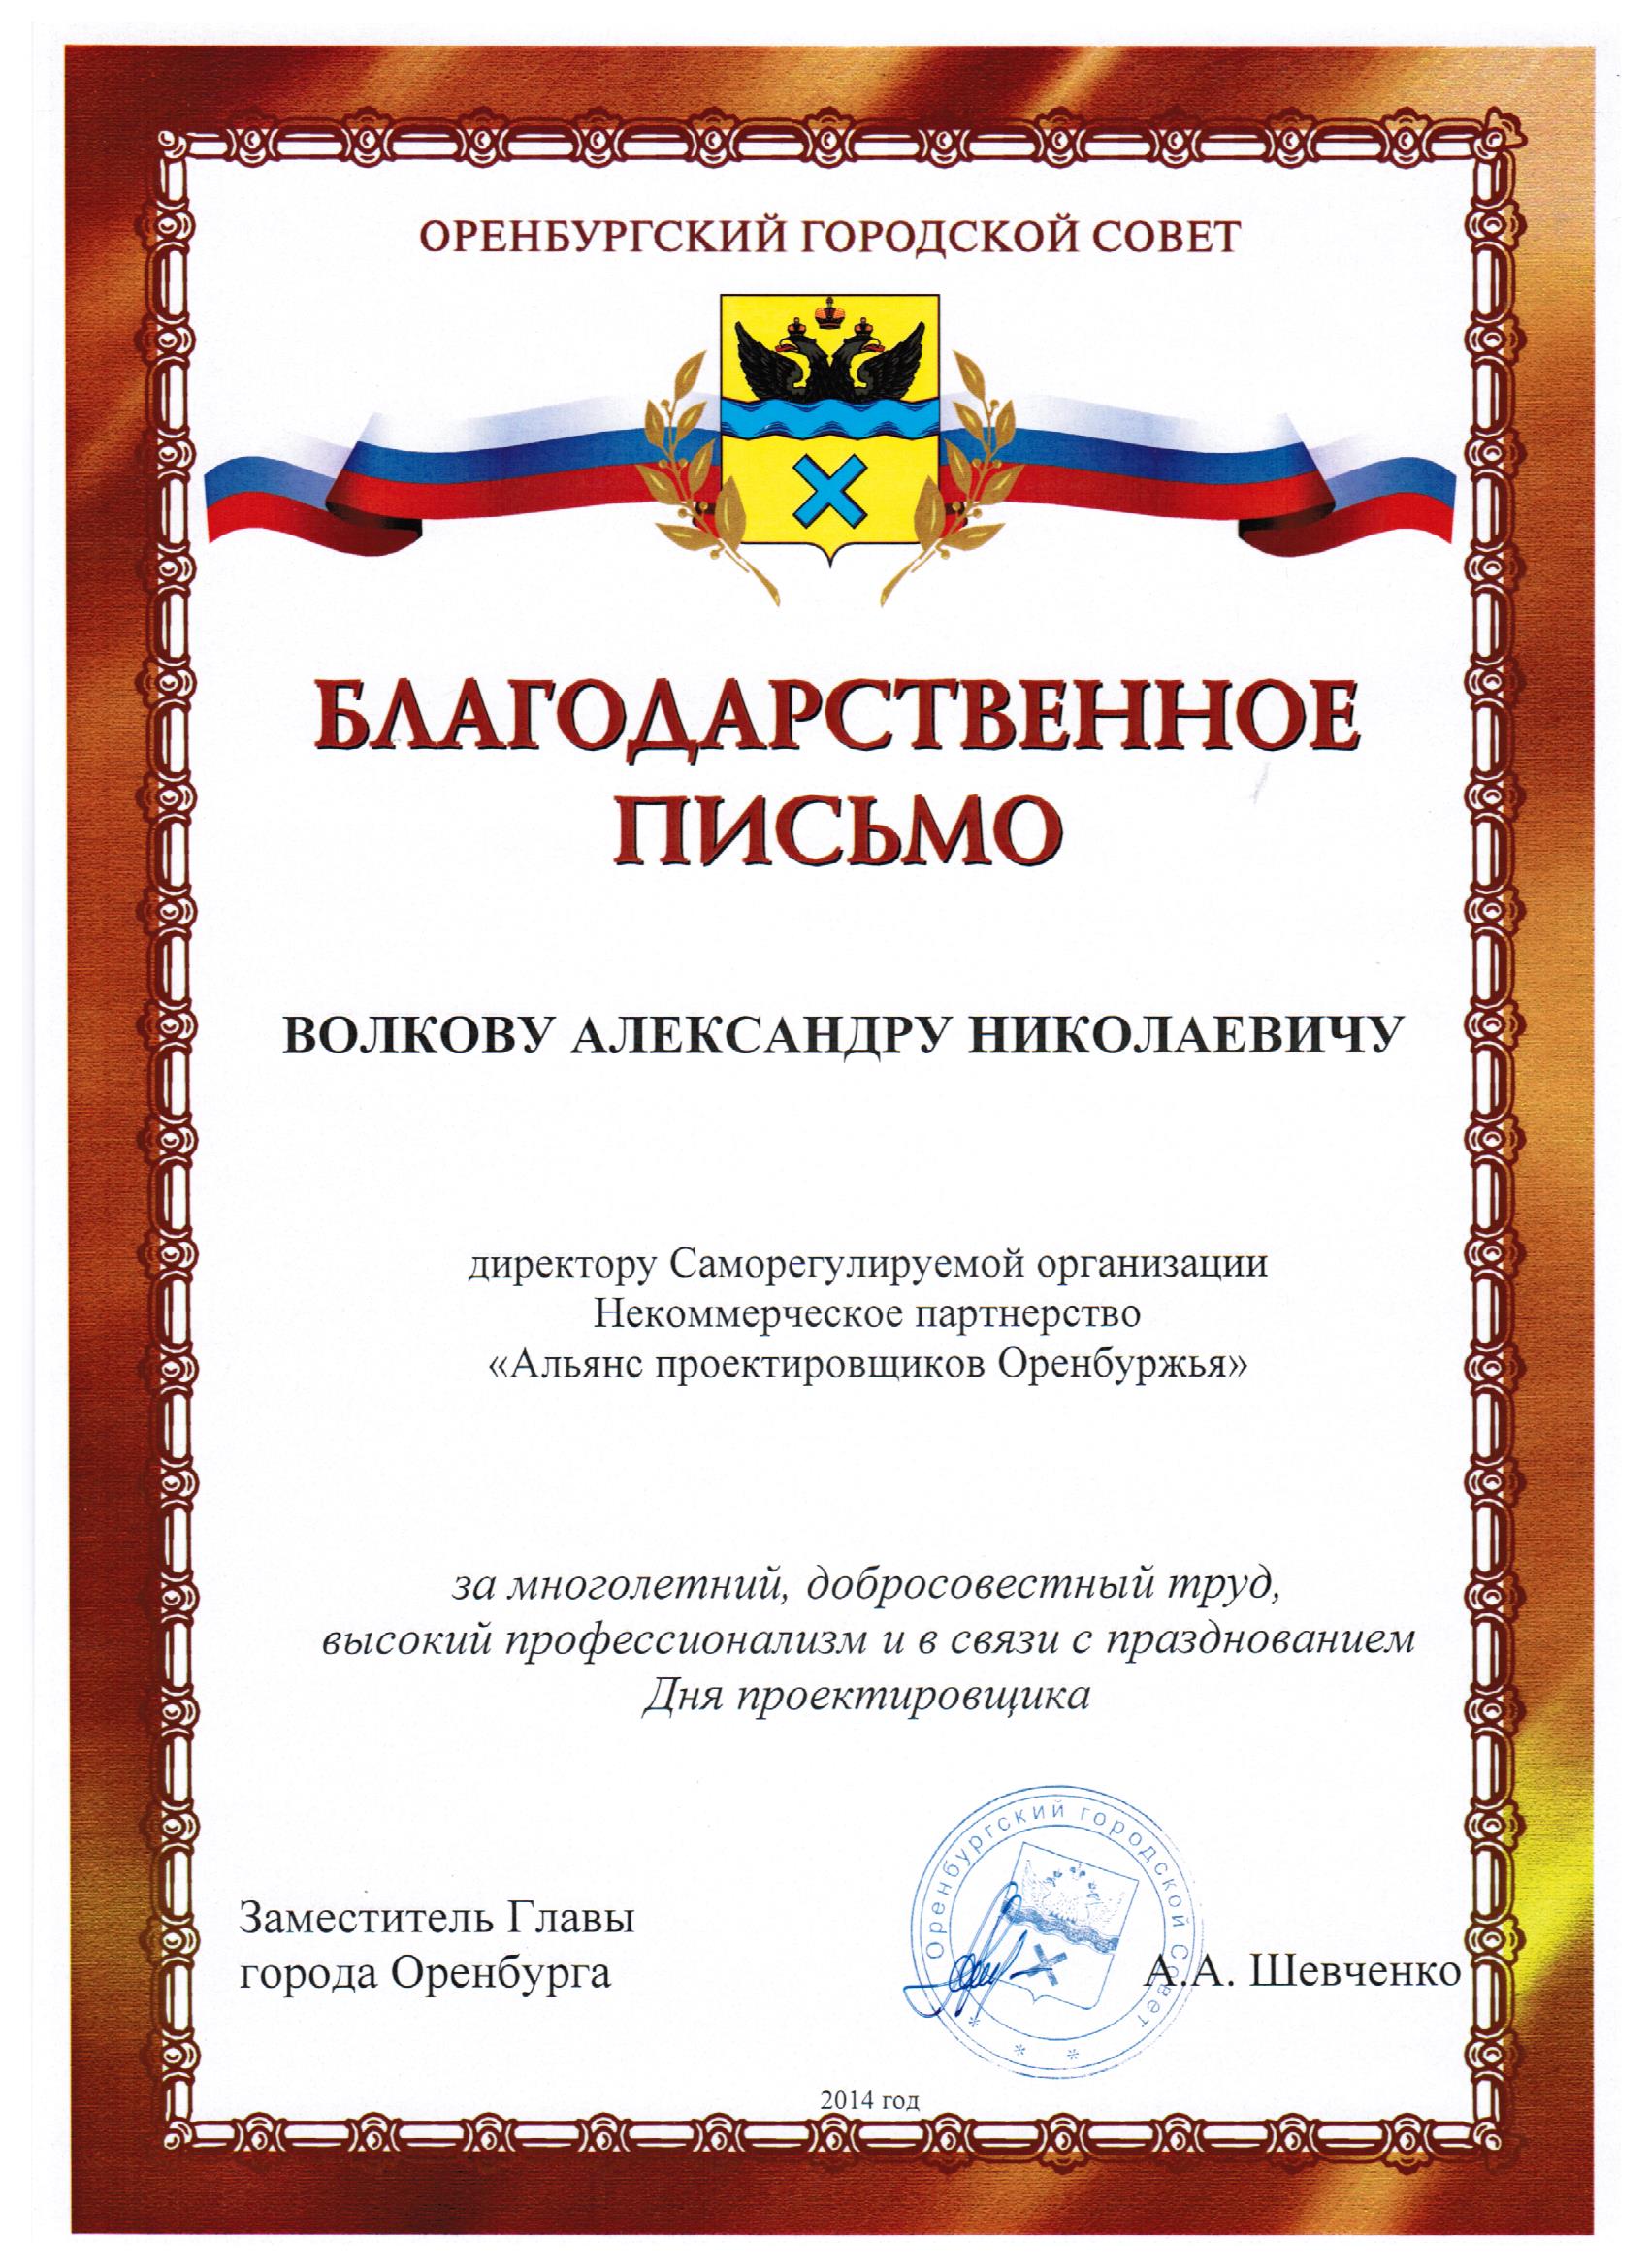 ОРЕНБУРГСКИЙ ГОРОДСКОЙ СОВЕТ
БЛАГОДАРСТВЕННОЕ
ПИСЬМО
ВОЛКОВУ АЛЕКСАНДРУ НИКОЛАЕВИЧУ
директору Саморегулируемой организации
Некоммерческое партнерство
«Альянс проектировщиков Оренбуржья»
за многолетний, добросовестный труд,
высокий профессионализм и в связи с празднованием
Дня проектировщика
Заместитель Главы
города Оренбурга
Оренбургский городской Совет
А.А. Шевченко
2014 год